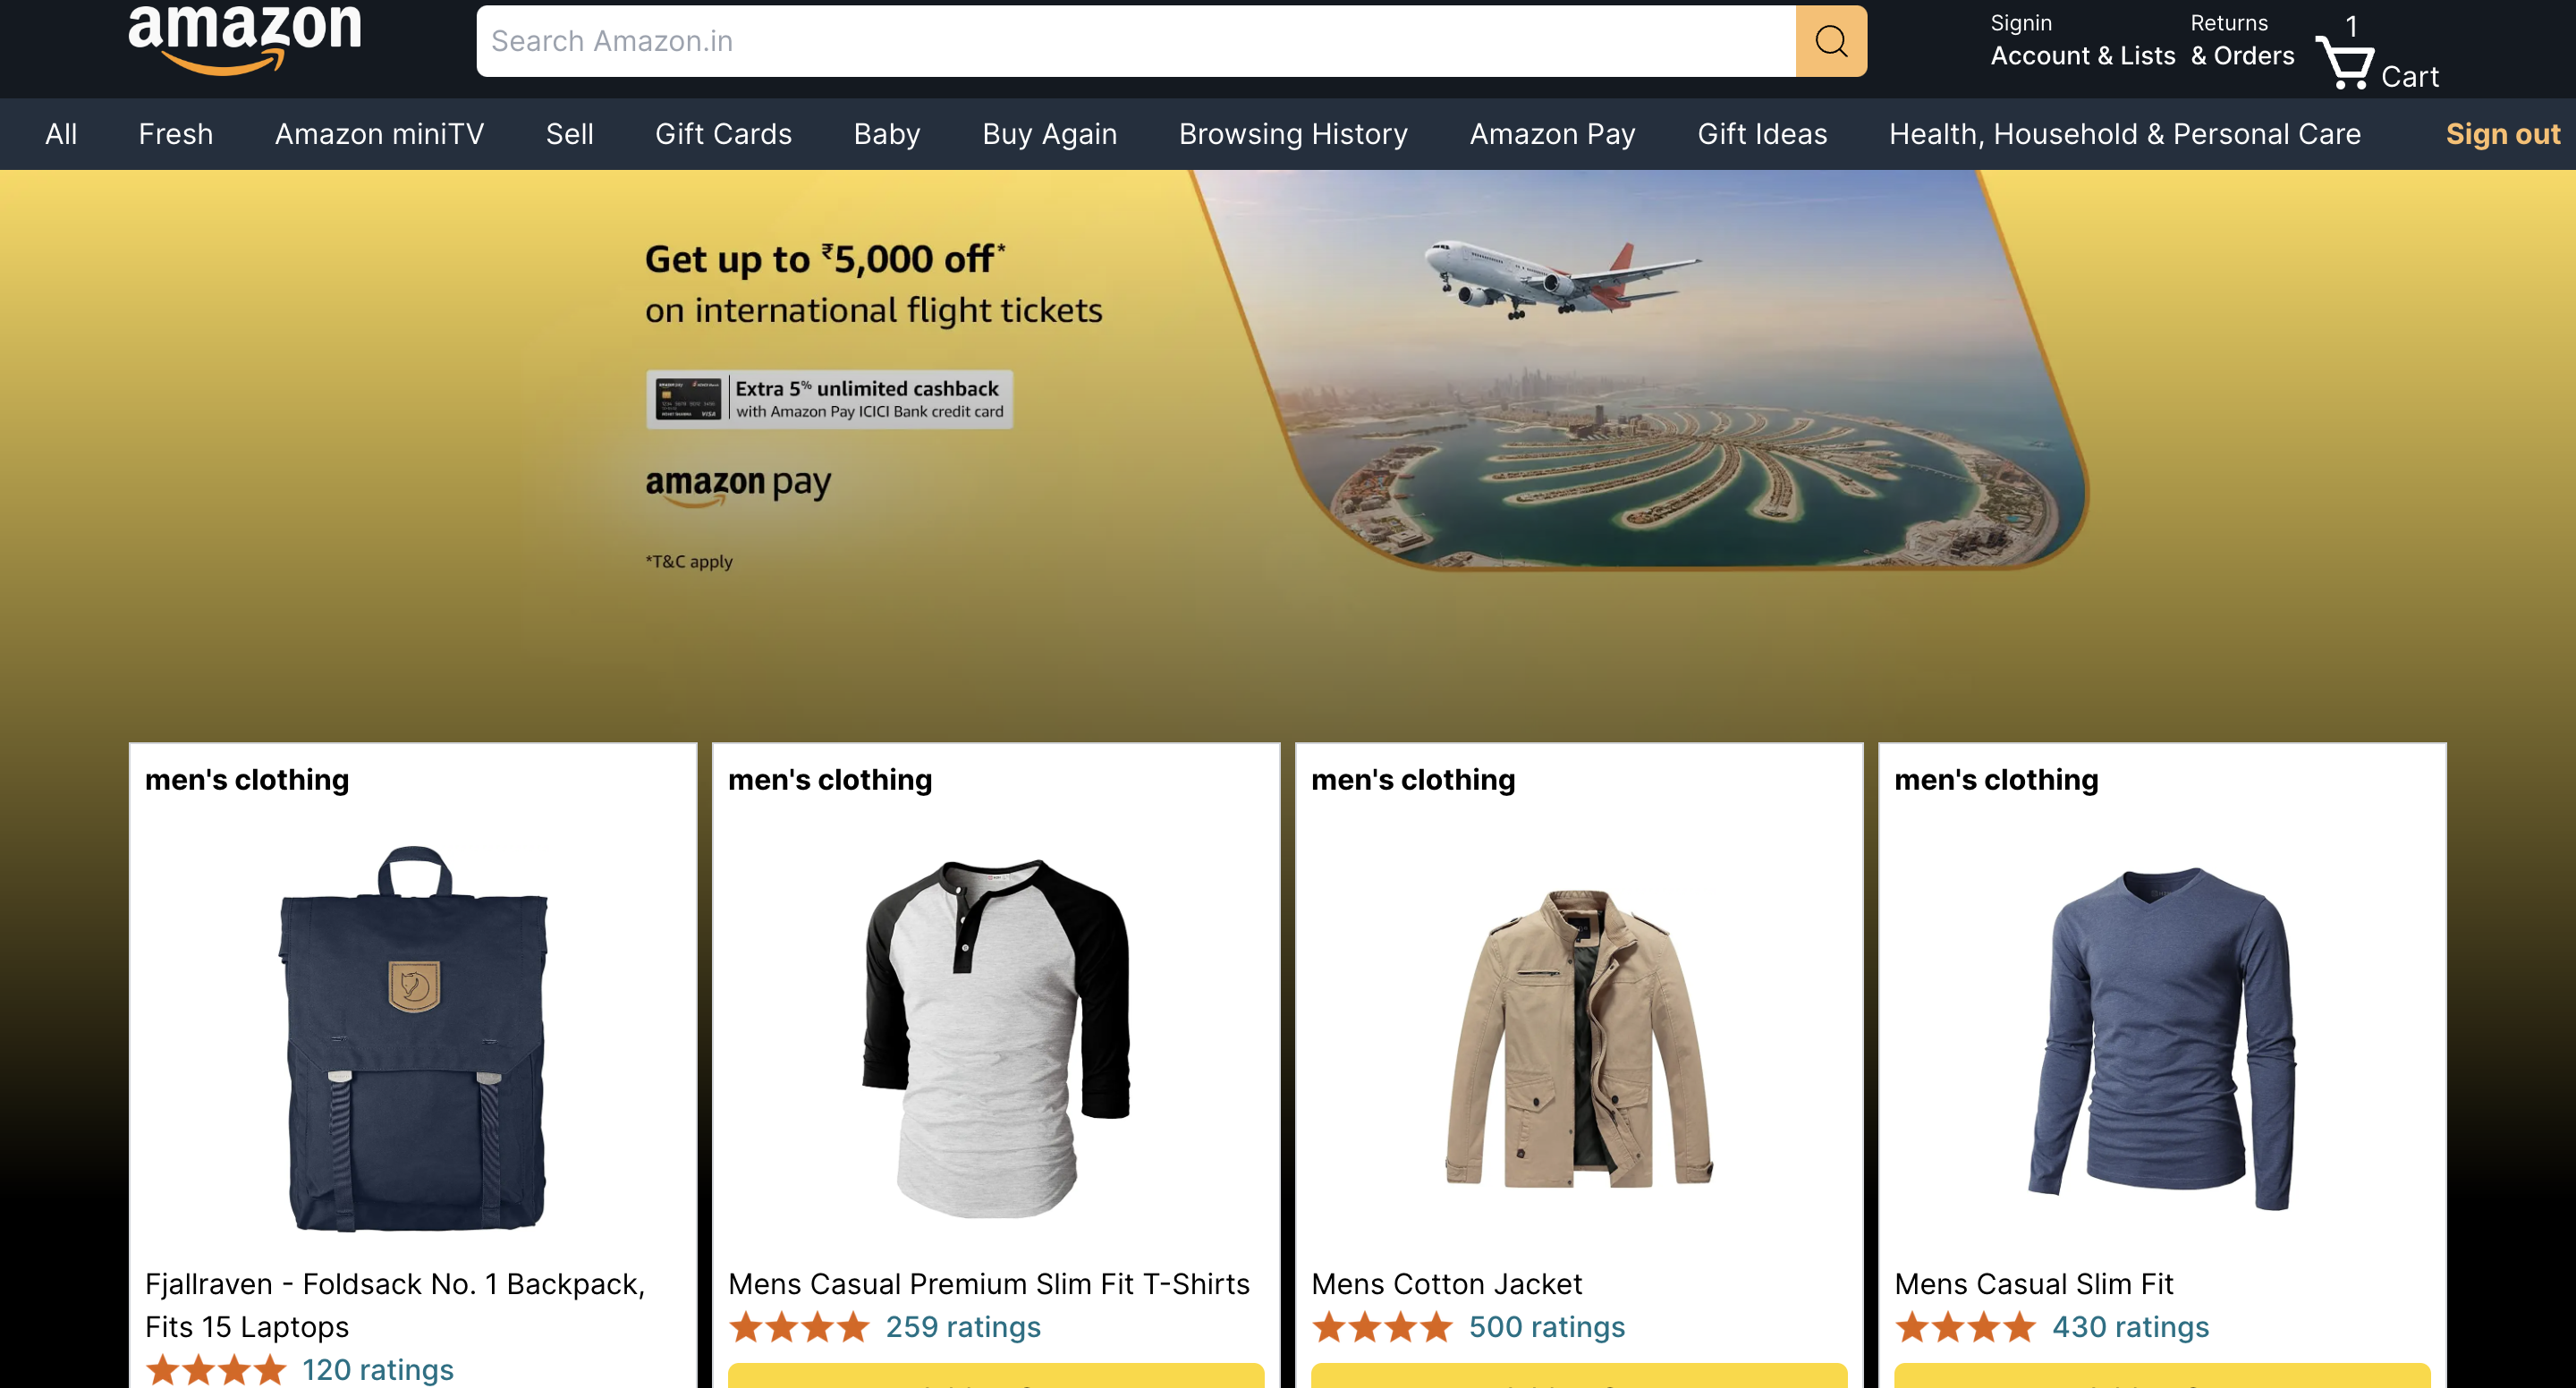 amazon
Search Amazon.in
Signin
Account & Lists
Returns
& Orders
1
Cart
All
Fresh
Amazon miniTV
Sell
Gift Cards
Baby
Buy Again
Browsing History
Amazon Pay
Gift Ideas
Health, Household & Personal Care
Sign out
Get up to ₹5,000 off*
on international flight tickets
Extra 5% unlimited cashback
with Amazon Pay ICICI Bank credit card
amazon pay
*T&C apply
men's clothing
Fjallraven - Foldsack No. 1 Backpack,
Fits 15 Laptops
120 ratings
men's clothing
Mens Casual Premium Slim Fit T-Shirts
259 ratings
men's clothing
Mens Cotton Jacket
500 ratings
men's clothing
Mens Casual Slim Fit
430 ratings